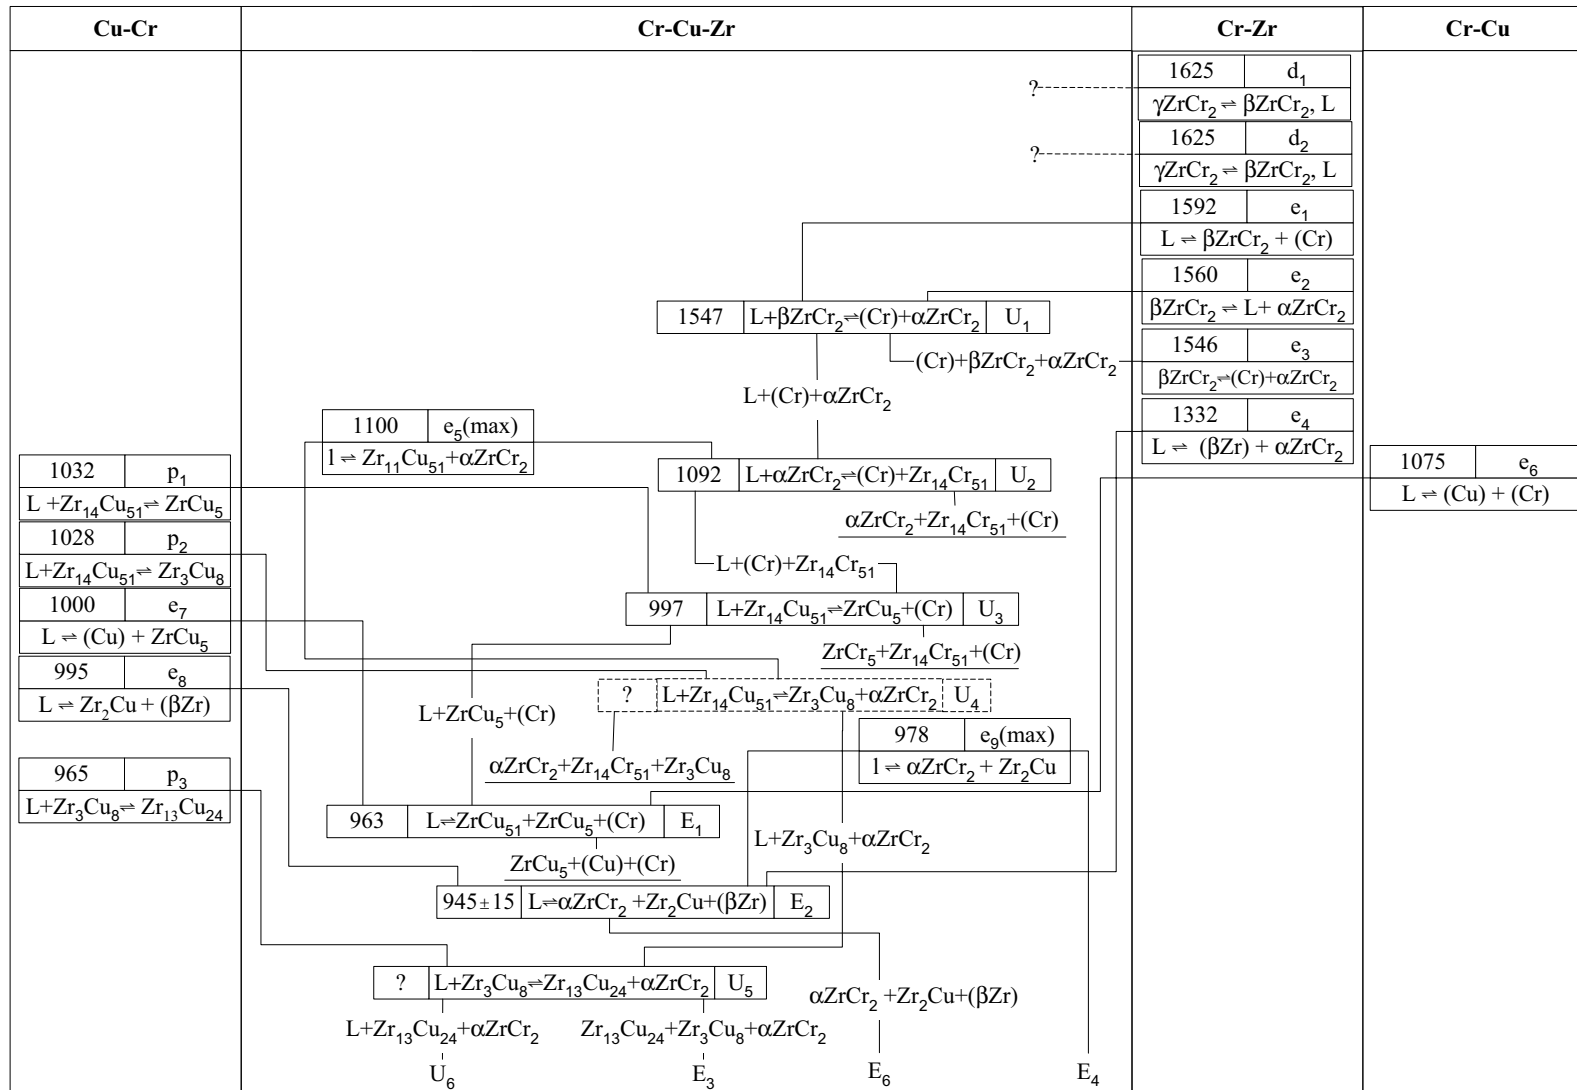 Cu-Cr
Cr-Cu-Zr
Cr-Zr
Cr-Cu
1625 d₁
?
γZrCr₂ ⇌ βZrCr₂, L
1625 d₂
?
γZrCr₂ ⇌ βZrCr₂, L
1592 e₁
L ⇌ βZrCr₂ + (Cr)
1560 e₂
βZrCr₂ ⇌ L+ αZrCr₂
1547 L+βZrCr₂⇌(Cr)+αZrCr₂ U₁
1546 e₃
(Cr)+βZrCr₂+αZrCr₂
βZrCr₂⇌(Cr)+αZrCr₂
L+(Cr)+αZrCr₂
1332 e₄
L ⇌ (βZr) + αZrCr₂
1100 e₅(max)
l ⇌ Zr₁₁Cu₅₁+αZrCr₂
1032 p₁
L +Zr₁₄Cu₅₁⇌ ZrCu₅
1092 L+αZrCr₂⇌(Cr)+Zr₁₄Cr₅₁ U₂
1075 e₆
L ⇌ (Cu) + (Cr)
αZrCr₂+Zr₁₄Cr₅₁+(Cr)
1028 p₂
L+Zr₁₄Cu₅₁⇌ Zr₃Cu₈
L+(Cr)+Zr₁₄Cr₅₁
1000 e₇
L ⇌ (Cu) + ZrCu₅
997 L+Zr₁₄Cu₅₁⇌ZrCu₅+(Cr) U₃
ZrCr₅+Zr₁₄Cr₅₁+(Cr)
995 e₈
L ⇌ Zr₂Cu + (βZr)
? L+Zr₁₄Cu₅₁⇌Zr₃Cu₈+αZrCr₂ U₄
L+ZrCu₅+(Cr)
978 e₉(max)
l ⇌ αZrCr₂ + Zr₂Cu
αZrCr₂+Zr₁₄Cr₅₁+Zr₃Cu₈
965 p₃
L+Zr₃Cu₈⇌ Zr₁₃Cu₂₄
963 L⇌ZrCu₅₁+ZrCu₅+(Cr) E₁
L+Zr₃Cu₈+αZrCr₂
ZrCu₅+(Cu)+(Cr)
945±15 L⇌αZrCr₂ +Zr₂Cu+(βZr) E₂
? L+Zr₃Cu₈⇌Zr₁₃Cu₂₄+αZrCr₂ U₅
αZrCr₂ +Zr₂Cu+(βZr)
L+Zr₁₃Cu₂₄+αZrCr₂
Zr₁₃Cu₂₄+Zr₃Cu₈+αZrCr₂
U₆
E₃
E₆
E₄